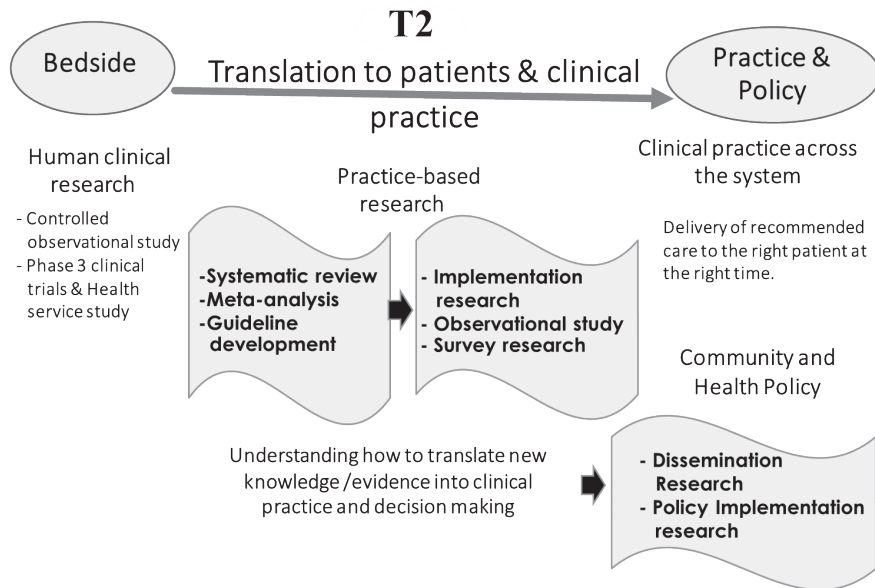 T2
Bedside
Translation to patients & clinical
practice
Practice &
Policy
Human clinical
research
- Controlled
observational study
- Phase 3 clinical
trials & Health
service study
Practice-based
research
Clinical practice across
the system
Delivery of recommended
care to the right patient at
the right time.
-Systematic review
-Meta-analysis
-Guideline
development
- Implementation
research
- Observational study
- Survey research
Community and
Health Policy
Understanding how to translate new
knowledge/evidence into clinical
practice and decision making
- Dissemination
Research
- Policy Implementation
research